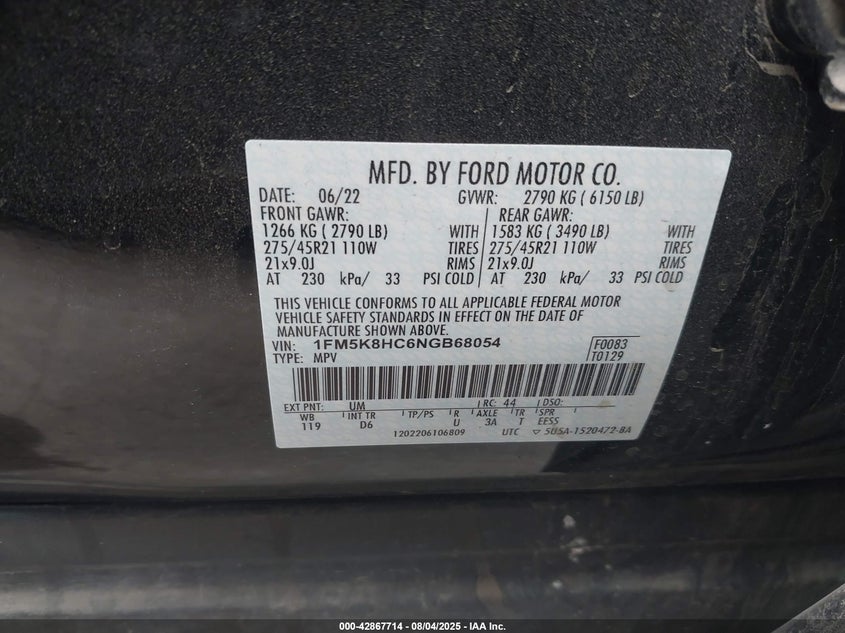 MFD. BY FORD MOTOR CO.
DATE: 06/22 GVWR: 2790 KG ( 6150 LB)
FRONT GAWR: REAR GAWR:
1266 KG ( 2790 LB) WITH 1583 KG ( 3490 LB) WITH
275/45R21 110W TIRES 275/45R21 110W TIRES
21x9.0J RIMS 21x9.0J RIMS
AT 230 kPa/ 33 PSI COLD AT 230 kPa/ 33 PSI COLD
THIS VEHICLE CONFORMS TO ALL APPLICABLE FEDERAL MOTOR
VEHICLE SAFETY STANDARDS IN EFFECT ON THE DATE OF
MANUFACTURE SHOWN ABOVE.
VIN: 1FM5K8HC6NGB68054 F0083
TYPE: MPV T0129
EXT PNT: UM RC: 44 DSO:
WB INT TR TP/PS R AXLE TR SPR
119 D6 U 3A T EESS
1202206106809 UTC ▽ 5U5A-1520472-BA
000-42867714 - 08/04/2025 - IAA Inc.